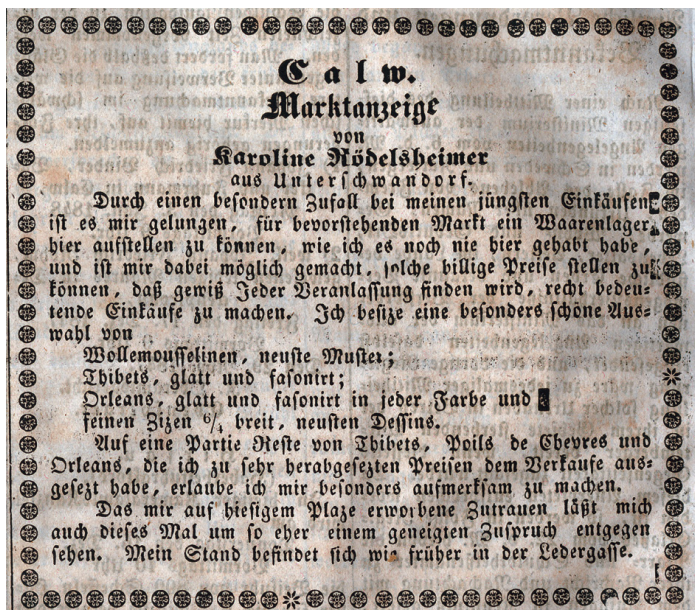 Calw.
Marktanzeige
von
Karoline Rödelsheimer
aus Unterschwandorf.
Durch einen besondern Zufall bei meinen jüngsten Einkäufen
ist es mir gelungen, für bevorstehenden Markt ein Waarenlager
hier aufstellen zu können, wie ich es noch nie hier gehabt habe,
und ist mir dabei möglich gemacht, solche billige Preise stellen zu
können, daß gewiß Jeder Veranlassung finden wird, recht bedeu-
tende Einkäufe zu machen. Ich besize eine besonders schöne Aus-
wahl von
Wollemousselinen, neuste Muster;
Thibets, glatt und fasonirt;
Orleans, glatt und fasonirt in jeder Farbe und
feinen Zizen 6/4 breit, neusten Dessins.
Auf eine Partie Reste von Thibets, Poils de Chevres und
Orleans, die ich zu sehr herabgesezten Preisen dem Verkaufe aus-
gesezt habe, erlaube ich mir besonders aufmerksam zu machen.
Das mir auf hiesigem Plaze erworbene Zutrauen läßt mich
auch dieses Mal um so eher einem geneigten Zuspruch entgegen
sehen. Mein Stand befindet sich wie früher in der Ledergasse.